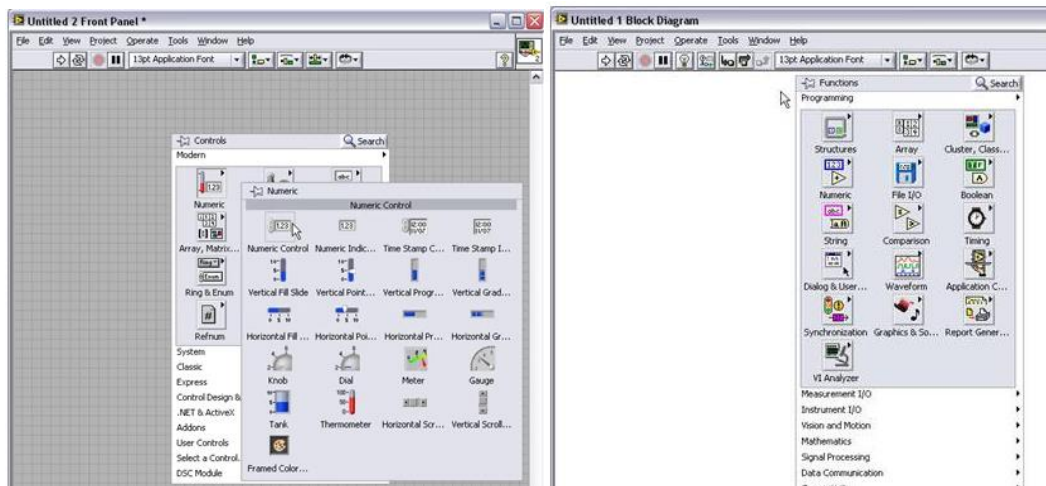 Untitled 2 Front Panel *
File Edit View Project Operate Tools Window Help
13pt Application Font
2
Controls
Search
Modern
Numeric
Array, Matrix...
Ring & Enum
Refnum
System
Classic
Express
Control Design &
.NET & ActiveX
Addons
User Controls
Select a Control.
DSC Module
Numeric
Numeric Control
Numeric Control Numeric Indic... Time Stamp C... Time Stamp I...
Vertical Fill Slide Vertical Point... Vertical Progr... Vertical Grad...
Horizontal Fill ... Horizontal Poi... Horizontal Pr... Horizontal Gr...
Knob Dial Meter Gauge
Tank Thermometer Horizontal Scr... Vertical Scroll...
Framed Color...
Untitled 1 Block Diagram
File Edit View Project Operate Tools Window Help
13pt Application Font
Functions
Search
Programming
Structures Array Cluster, Class...
Numeric File I/O Boolean
String Comparison Timing
Dialog & User... Waveform Application C...
Synchronization Graphics & So... Report Gener...
VI Analyzer
Measurement I/O
Instrument I/O
Vision and Motion
Mathematics
Signal Processing
Data Communication